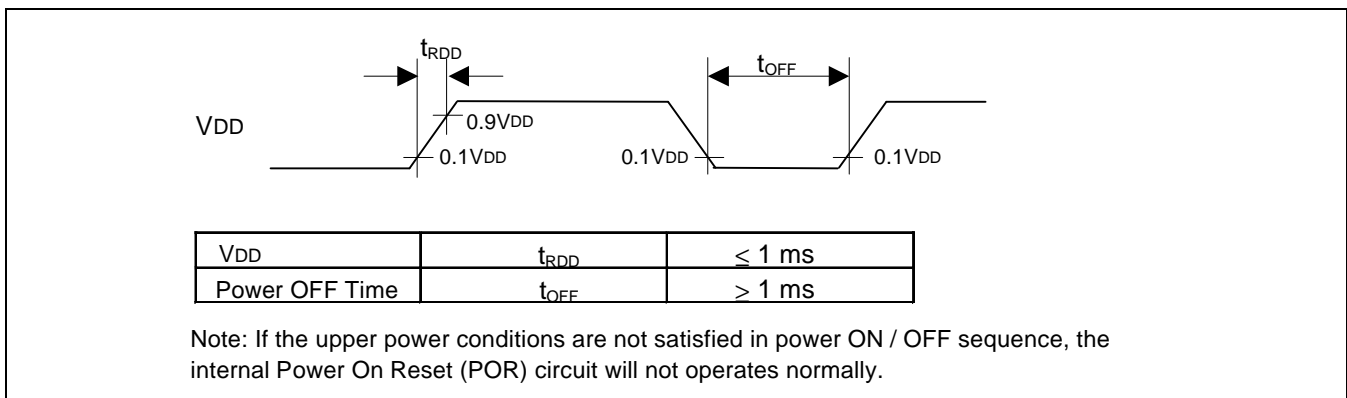 tRDD
tOFF
VDD
0.9VDD
0.1VDD
0.1VDD
0.1VDD
VDD tRDD ≤ 1 ms
Power OFF Time tOFF ≥ 1 ms
Note: If the upper power conditions are not satisfied in power ON / OFF sequence, the
internal Power On Reset (POR) circuit will not operates normally.